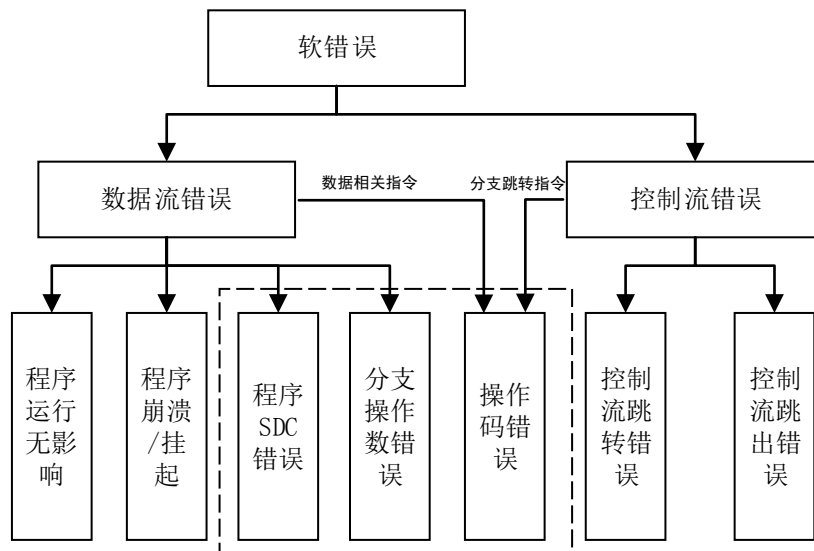 软错误
数据流错误
数据相关指令
分支跳转指令
控制流错误
程序
运行
无影
响
程序
崩溃
/挂
起
程序
SDC
错误
分支
操作
数错
误
操作
码错
误
控制
流跳
转错
误
控制
流跳
出错
误